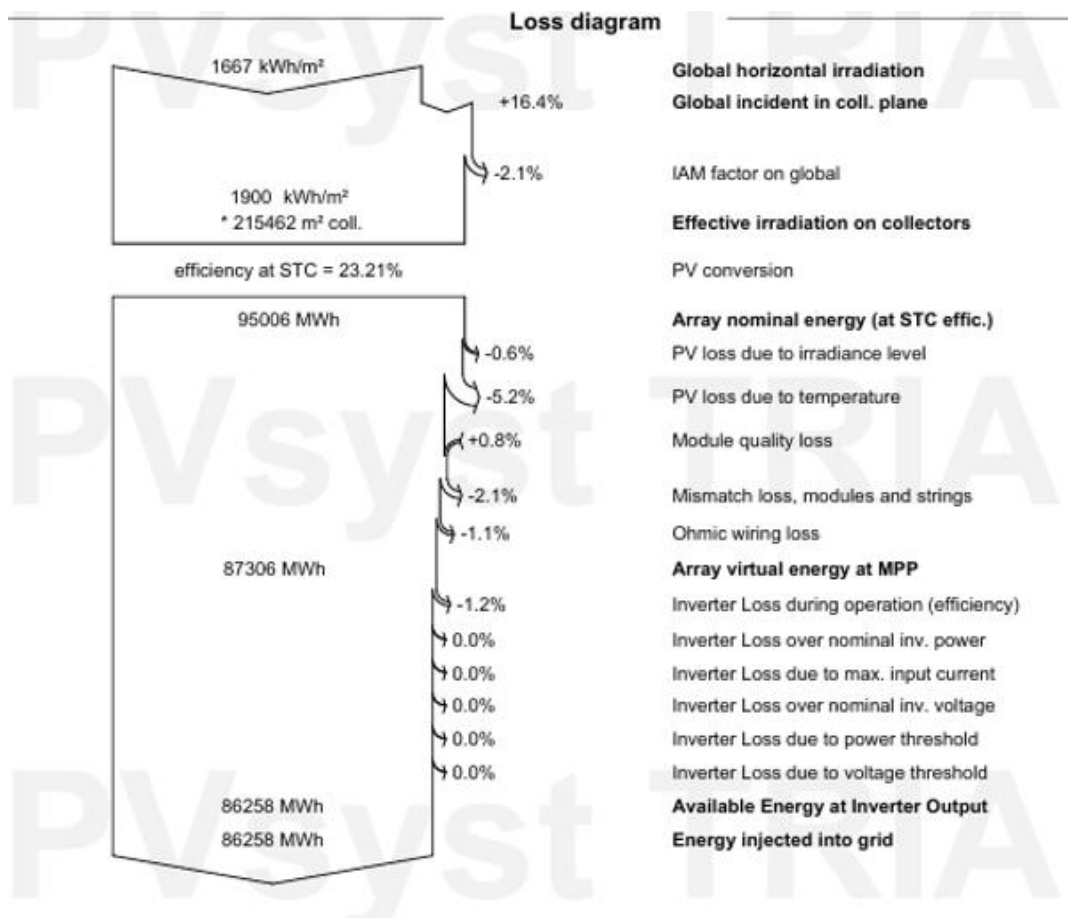 Loss diagram
1667 kWh/m²
Global horizontal irradiation
+16.4%
Global incident in coll. plane
-2.1%
IAM factor on global
1900 kWh/m²
* 215462 m² coll.
Effective irradiation on collectors
efficiency at STC = 23.21%
PV conversion
95006 MWh
Array nominal energy (at STC effic.)
-0.6%
PV loss due to irradiance level
-5.2%
PV loss due to temperature
+0.8%
Module quality loss
-2.1%
Mismatch loss, modules and strings
-1.1%
Ohmic wiring loss
87306 MWh
Array virtual energy at MPP
-1.2%
Inverter Loss during operation (efficiency)
0.0%
Inverter Loss over nominal inv. power
0.0%
Inverter Loss due to max. input current
0.0%
Inverter Loss over nominal inv. voltage
0.0%
Inverter Loss due to power threshold
0.0%
Inverter Loss due to voltage threshold
86258 MWh
Available Energy at Inverter Output
86258 MWh
Energy injected into grid
PVsyst TRIA
PVsyst TRIA
PVsyst TRIA